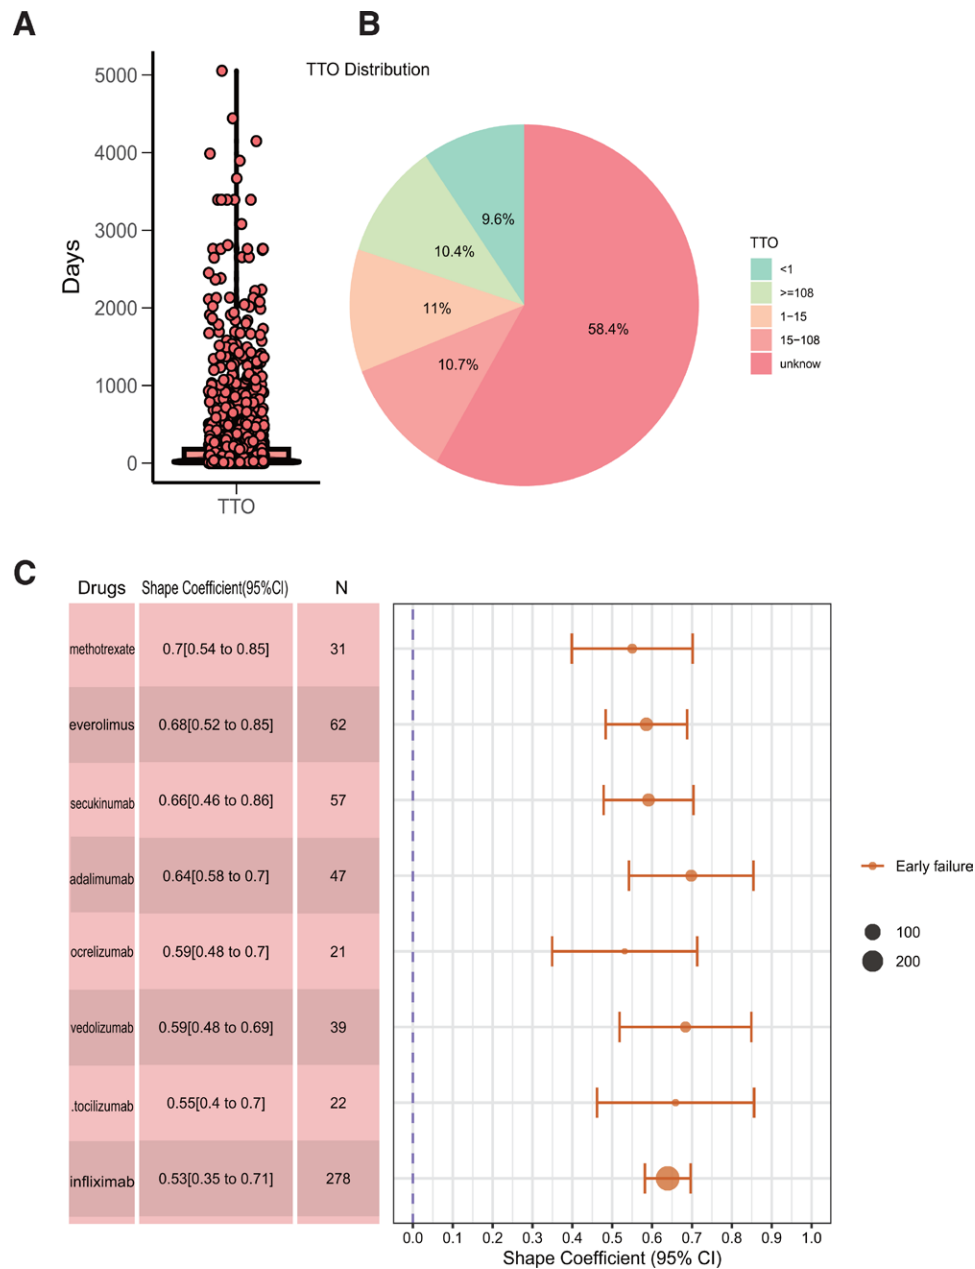 A
B
TTO Distribution
5000
4000
3000
2000
1000
0
Days
TTO
9.6%
10.4%
11%
10.7%
58.4%
TTO
<1
>=108
1-15
15-108
unknow
C
Drugs Shape Coefficient(95%CI) N
methotrexate 0.7[0.54 to 0.85] 31
everolimus 0.68[0.52 to 0.85] 62
secukinumab 0.66[0.46 to 0.86] 57
adalimumab 0.64[0.58 to 0.7] 47
ocrelizumab 0.59[0.48 to 0.7] 21
vedolizumab 0.59[0.48 to 0.69] 39
.tocilizumab 0.55[0.4 to 0.7] 22
infliximab 0.53[0.35 to 0.71] 278
Early failure
100
200
0.0 0.1 0.2 0.3 0.4 0.5 0.6 0.7 0.8 0.9 1.0
Shape Coefficient (95% CI)